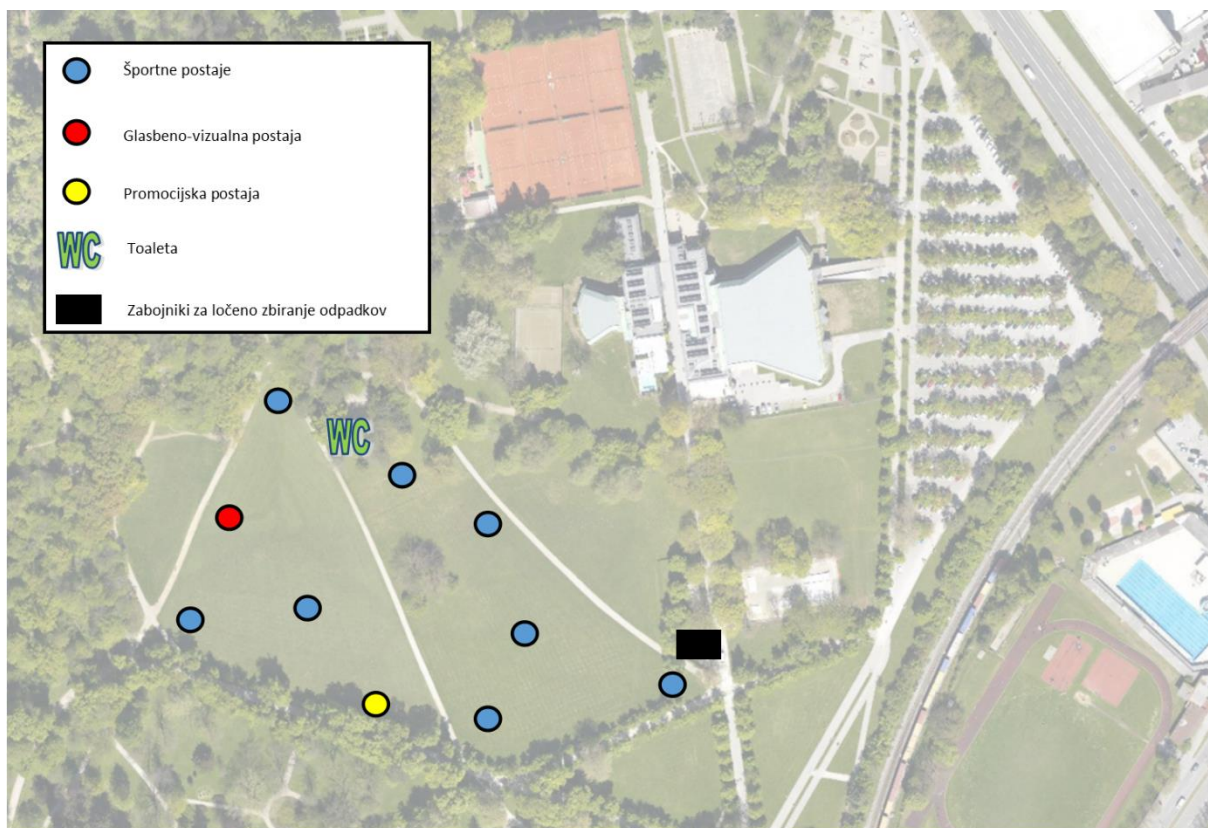 Športne postaje
Glasbeno-vizualna postaja
Promocijska postaja
WC Toaleta
Zabojniki za ločeno zbiranje odpadkov
WC